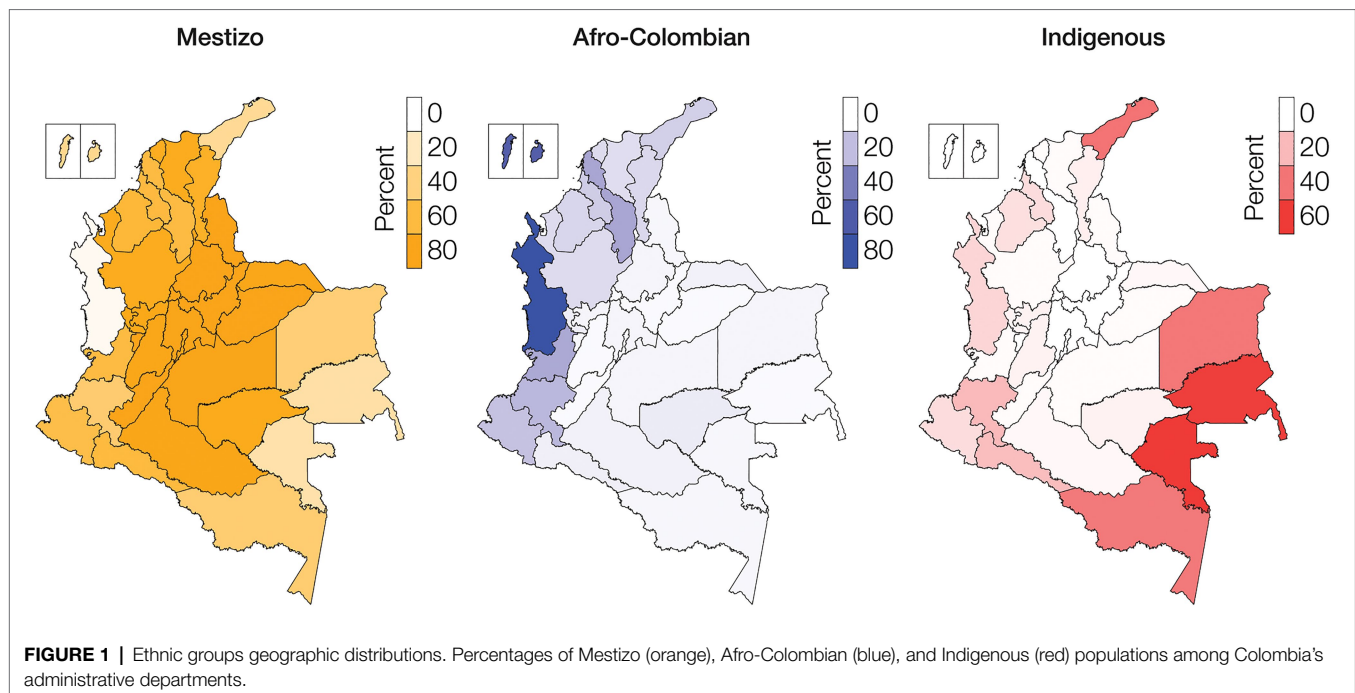 Mestizo
Afro-Colombian
Indigenous
Percent
0
20
40
60
80
Percent
0
20
40
60
80
Percent
0
20
40
60
FIGURE 1 | Ethnic groups geographic distributions. Percentages of Mestizo (orange), Afro-Colombian (blue), and Indigenous (red) populations among Colombia’s
administrative departments.